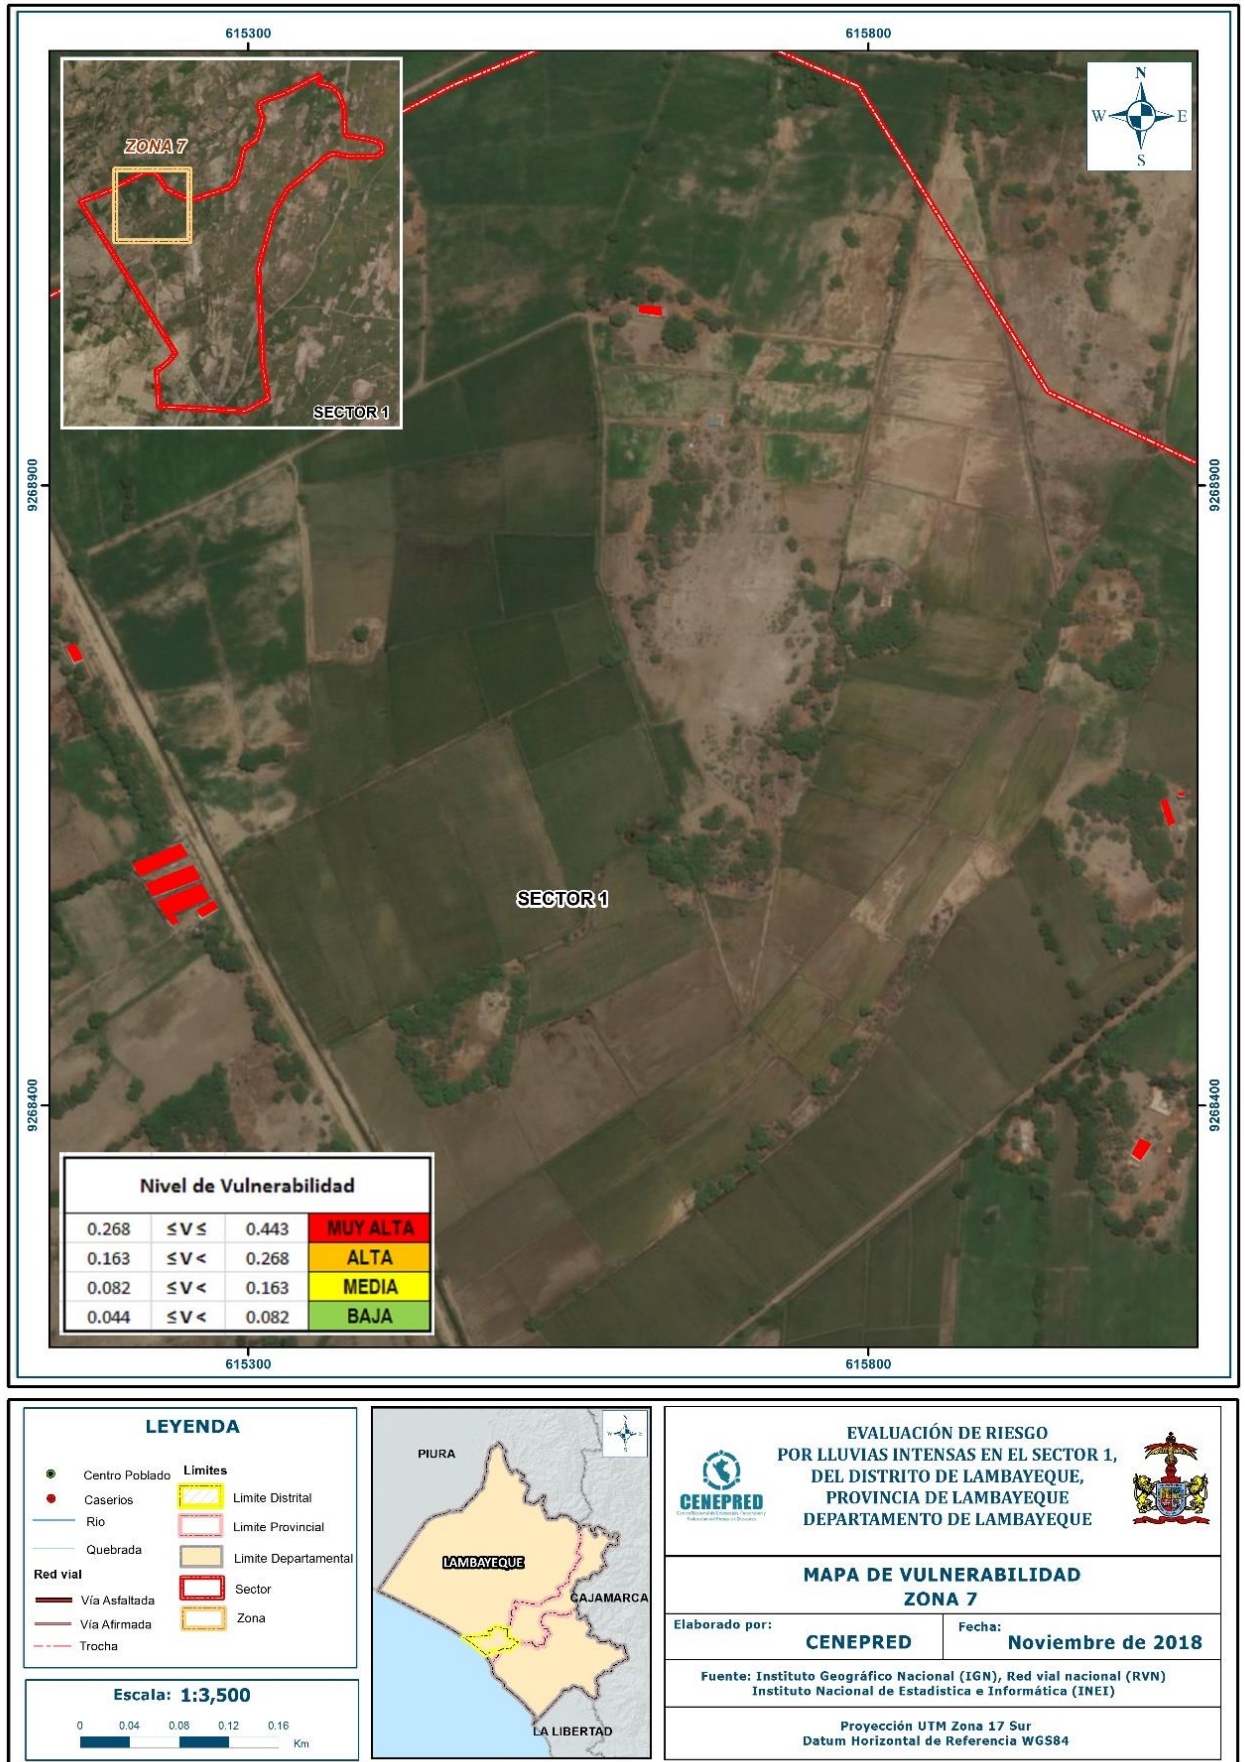 615300
615800
N
W
E
S
ZONA 7
SECTOR 1
9268900
9268900
SECTOR 1
9268400
9268400
Nivel de Vulnerabilidad
0.268 ≤ V ≤ 0.443 MUY ALTA
0.163 ≤ V < 0.268 ALTA
0.082 ≤ V < 0.163 MEDIA
0.044 ≤ V < 0.082 BAJA
615300
615800
LEYENDA
Centro Poblado
Caserios
Rio
Quebrada
Red vial
Vía Asfaltada
Vía Afirmada
Trocha
Límites
Limite Distrital
Limite Provincial
Limite Departamental
Sector
Zona
Escala: 1:3,500
0 0.04 0.08 0.12 0.16
Km
PIURA
LAMBAYEQUE
CAJAMARCA
LA LIBERTAD
CENEPRED
EVALUACIÓN DE RIESGO
POR LLUVIAS INTENSAS EN EL SECTOR 1,
DEL DISTRITO DE LAMBAYEQUE,
PROVINCIA DE LAMBAYEQUE
DEPARTAMENTO DE LAMBAYEQUE
MAPA DE VULNERABILIDAD
ZONA 7
Elaborado por:
CENEPRED
Fecha:
Noviembre de 2018
Fuente: Instituto Geográfico Nacional (IGN), Red vial nacional (RVN)
Instituto Nacional de Estadística e Informática (INEI)
Proyección UTM Zona 17 Sur
Datum Horizontal de Referencia WGS84